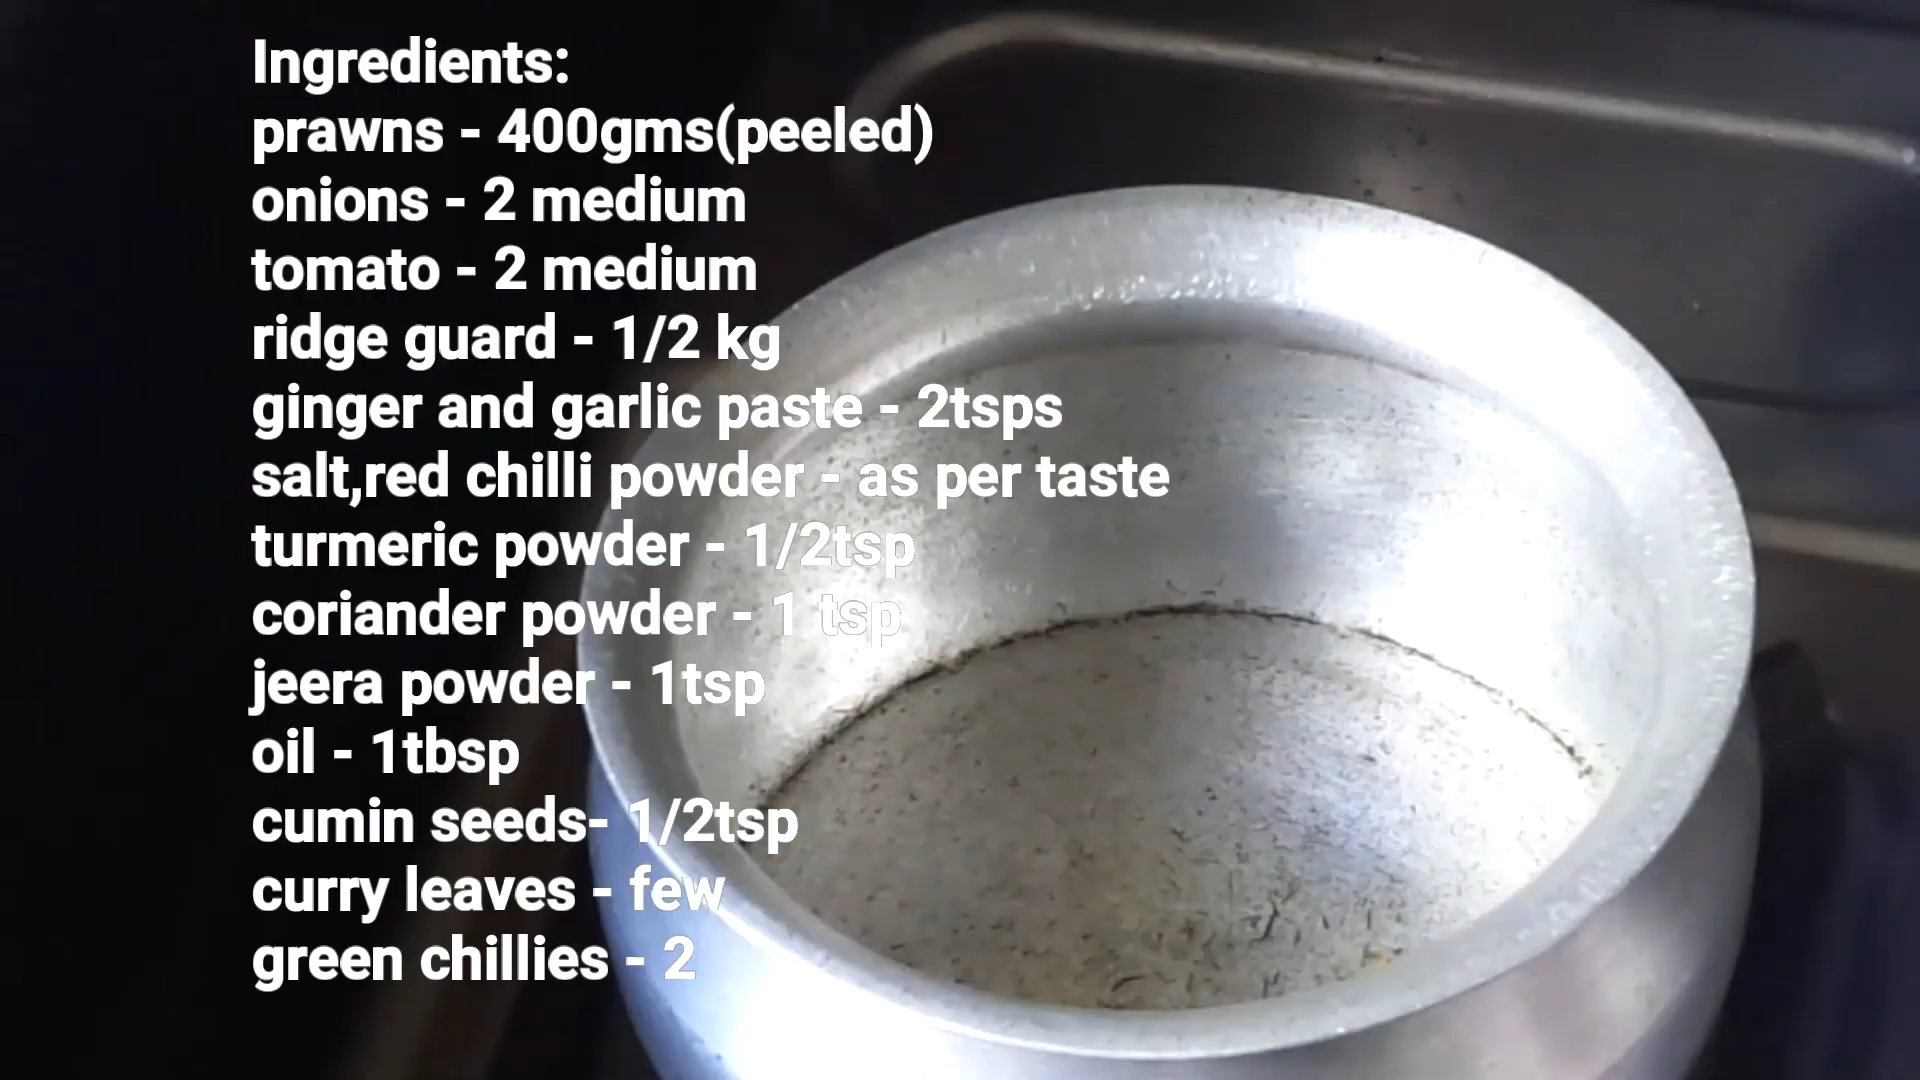 Ingredients:
prawns - 400gms(peeled)
onions - 2 medium
tomato - 2 medium
ridge guard - 1/2 kg
ginger and garlic paste - 2tsps
salt,red chilli powder - as per taste
turmeric powder - 1/2tsp
coriander powder - 1 tsp
jeera powder - 1tsp
oil - 1tbsp
cumin seeds- 1/2tsp
curry leaves - few
green chillies - 2